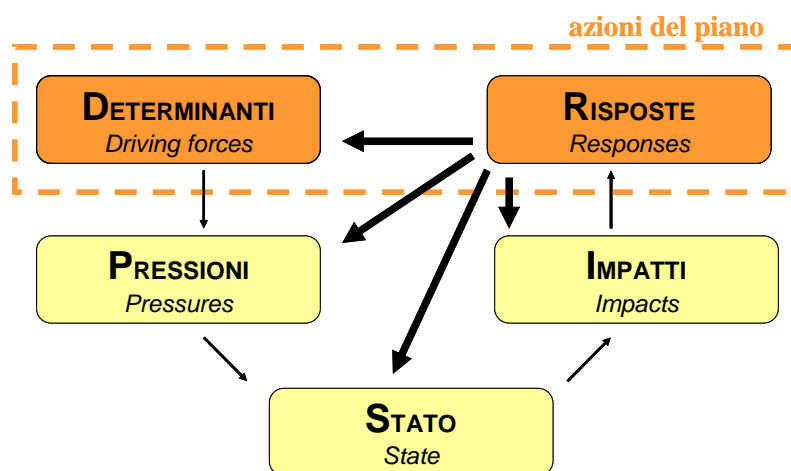 azioni del piano
DETERMINANTI
Driving forces
RISPOSTE
Responses
PRESSIONI
Pressures
IMPATTI
Impacts
STATO
State